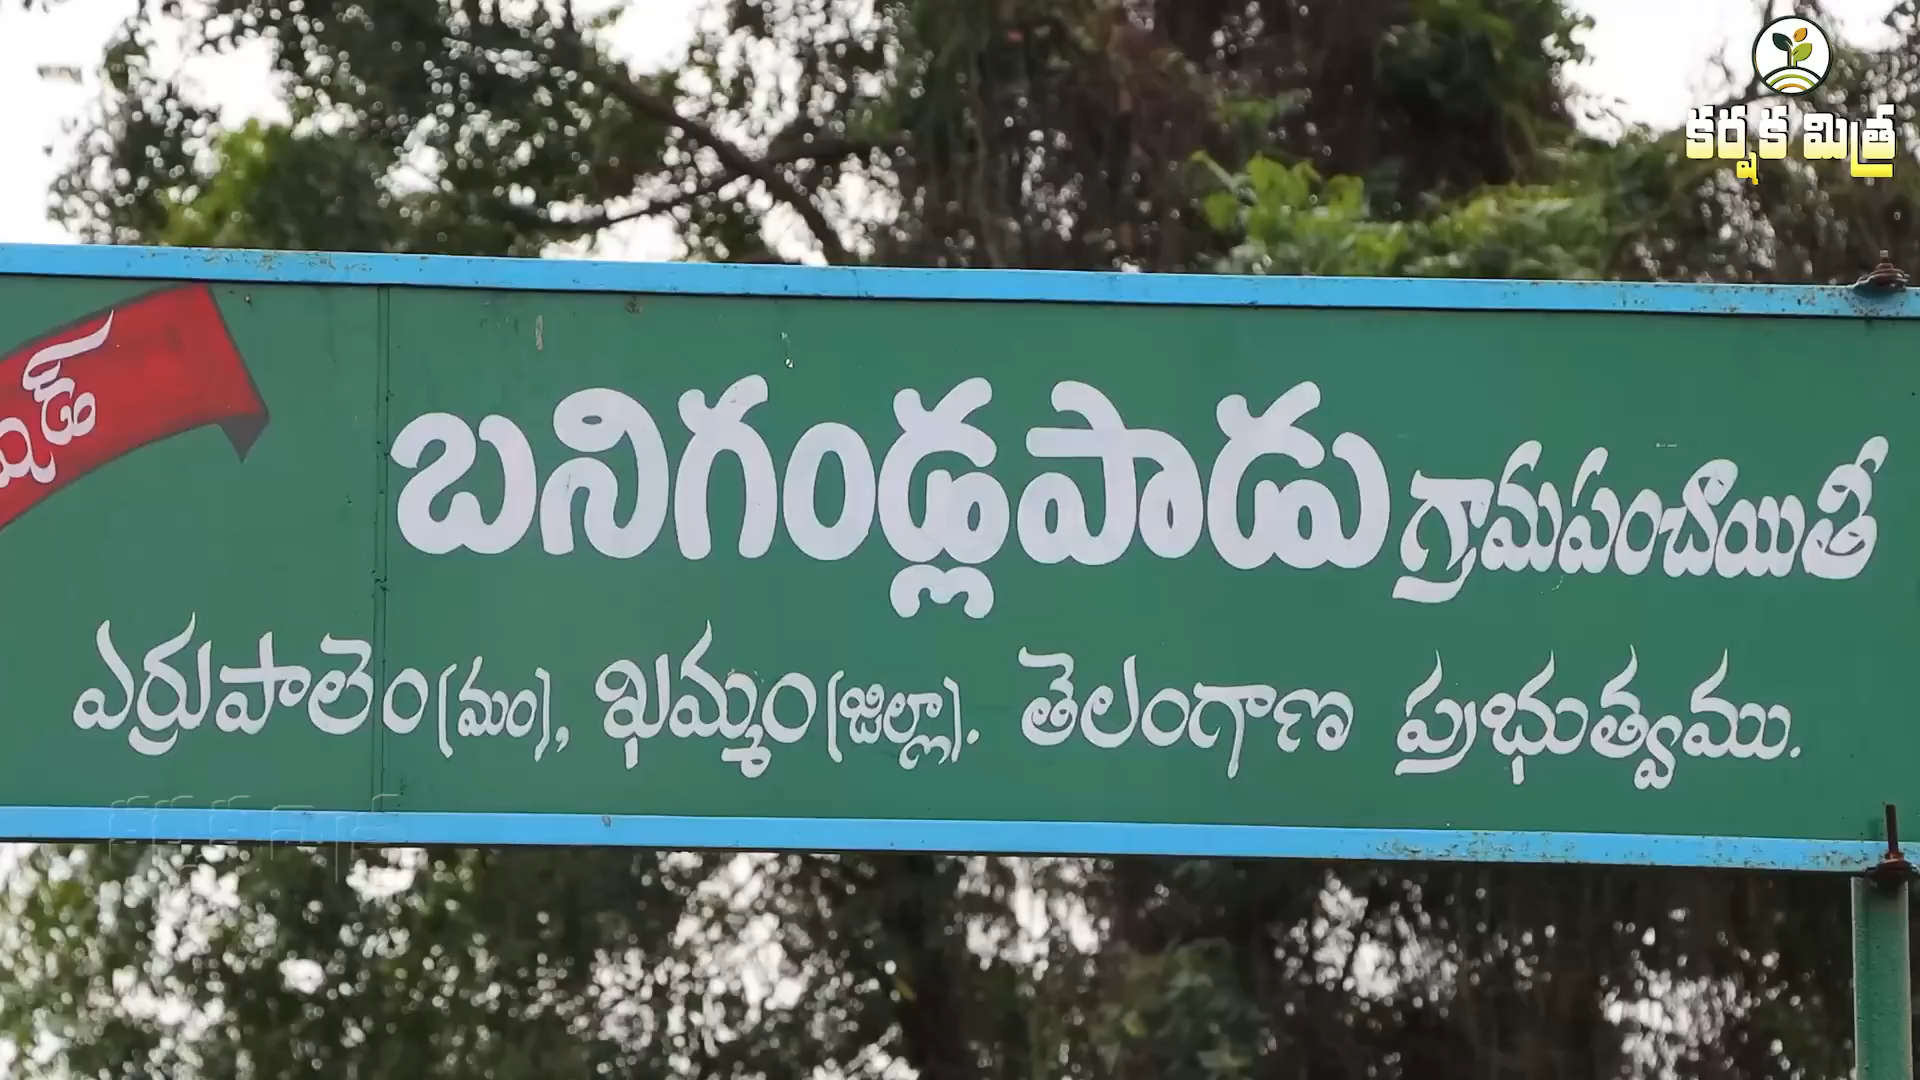 కర్షక మిత్ర
బనిగండ్లపాడు గ్రామపంచాయితీ
ఎర్రుపాలెం(మం), ఖమ్మం(జిల్లా). తెలంగాణ ప్రభుత్వము.